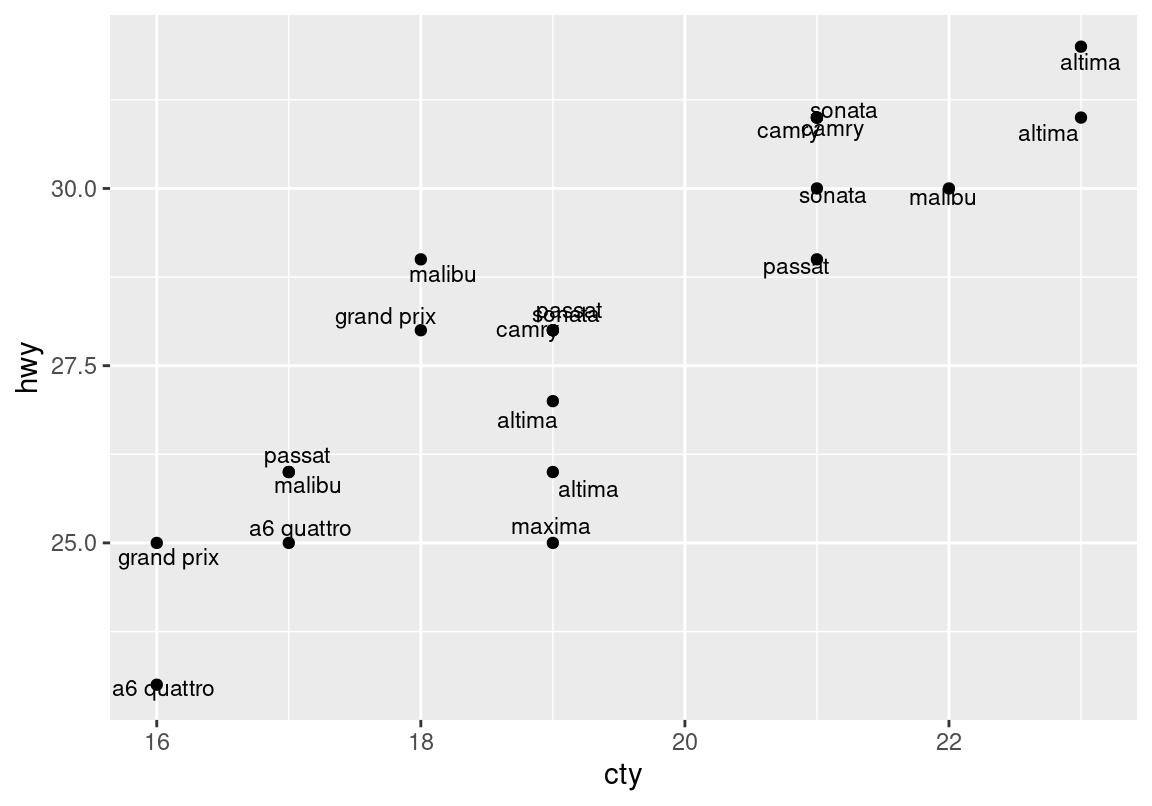 altima
sonata
camry camry
altima
30.0
sonata
malibu
malibu
passat
grand prix
passat
sonata
camry
27.5
hwy
altima
passat
malibu
altima
a6 quattro
maxima
25.0
grand prix
a6 quattro
16 18 20 22
cty